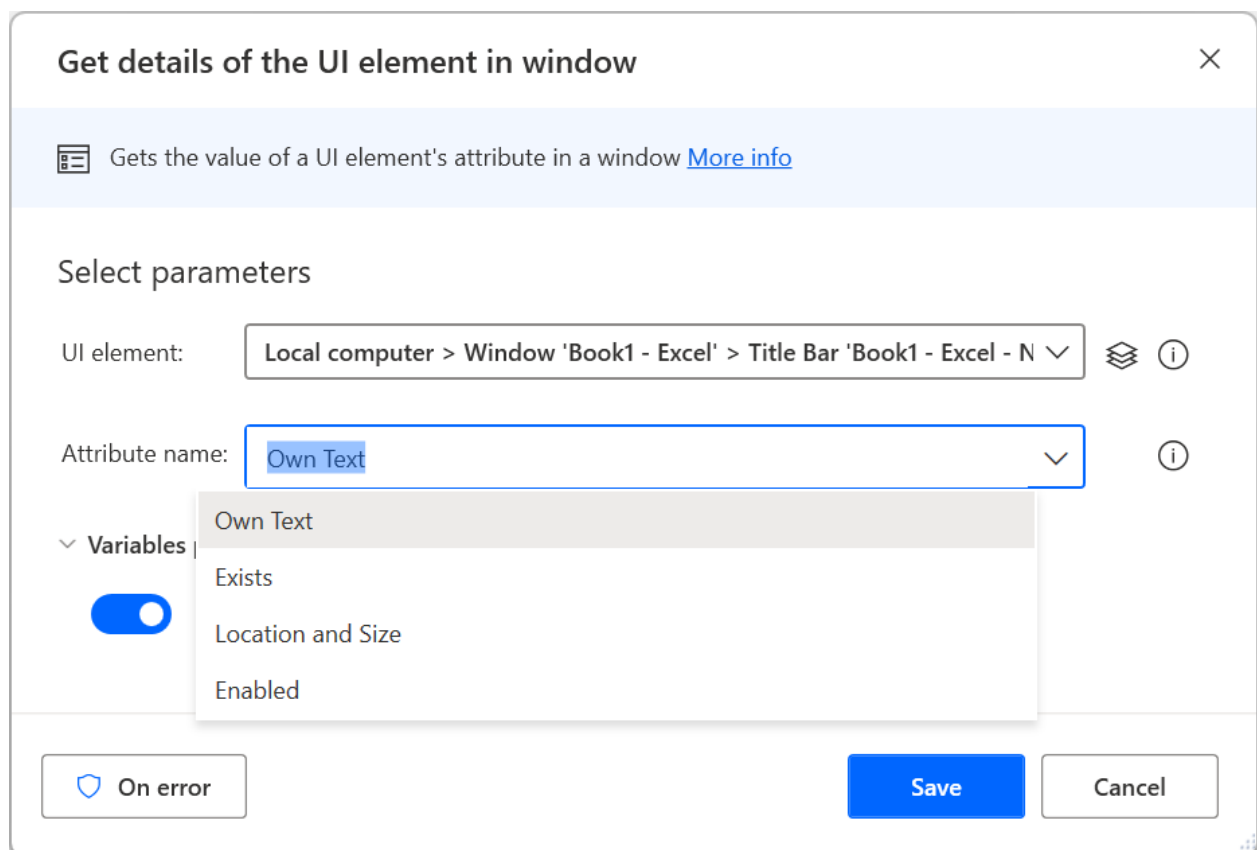 Get details of the UI element in window
Gets the value of a UI element's attribute in a window More info
Select parameters
UI element: Local computer > Window 'Book1 - Excel' > Title Bar 'Book1 - Excel - N
Attribute name: Own Text
Own Text
Variables
Exists
Location and Size
Enabled
On error Save Cancel